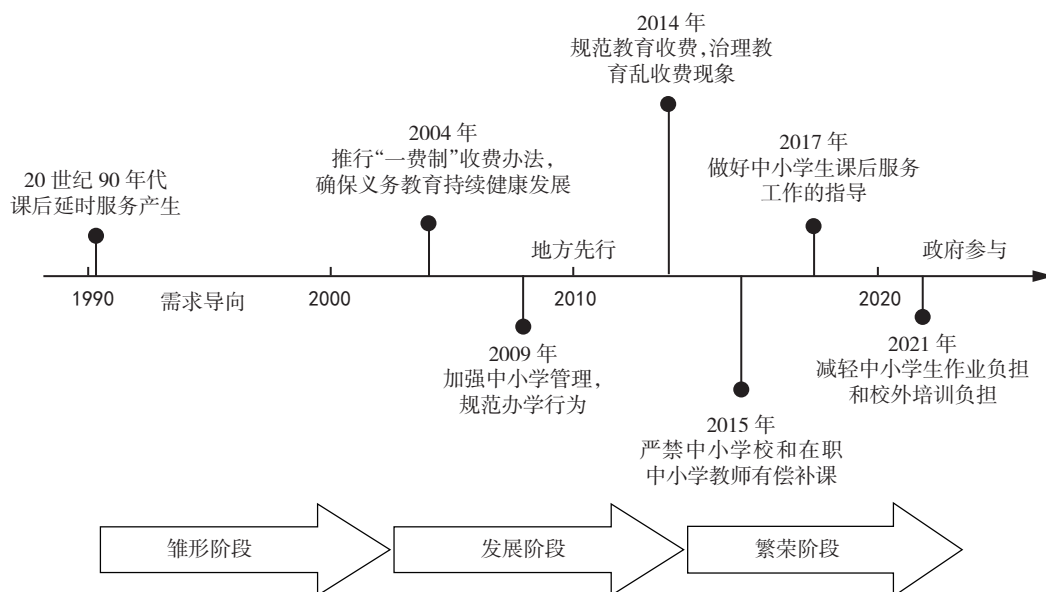 2014 年
规范教育收费,治理教
育乱收费现象
2004 年
推行“一费制”收费办法,
确保义务教育持续健康发展
2017 年
做好中小学生课后服务
工作的指导
20 世纪 90 年代
课后延时服务产生
地方先行
政府参与
1990
需求导向
2000
2010
2020
2009 年
加强中小学管理,
规范办学行为
2021 年
减轻中小学生作业负担
和校外培训负担
2015 年
严禁中小学校和在职
中小学教师有偿补课
雏形阶段
发展阶段
繁荣阶段